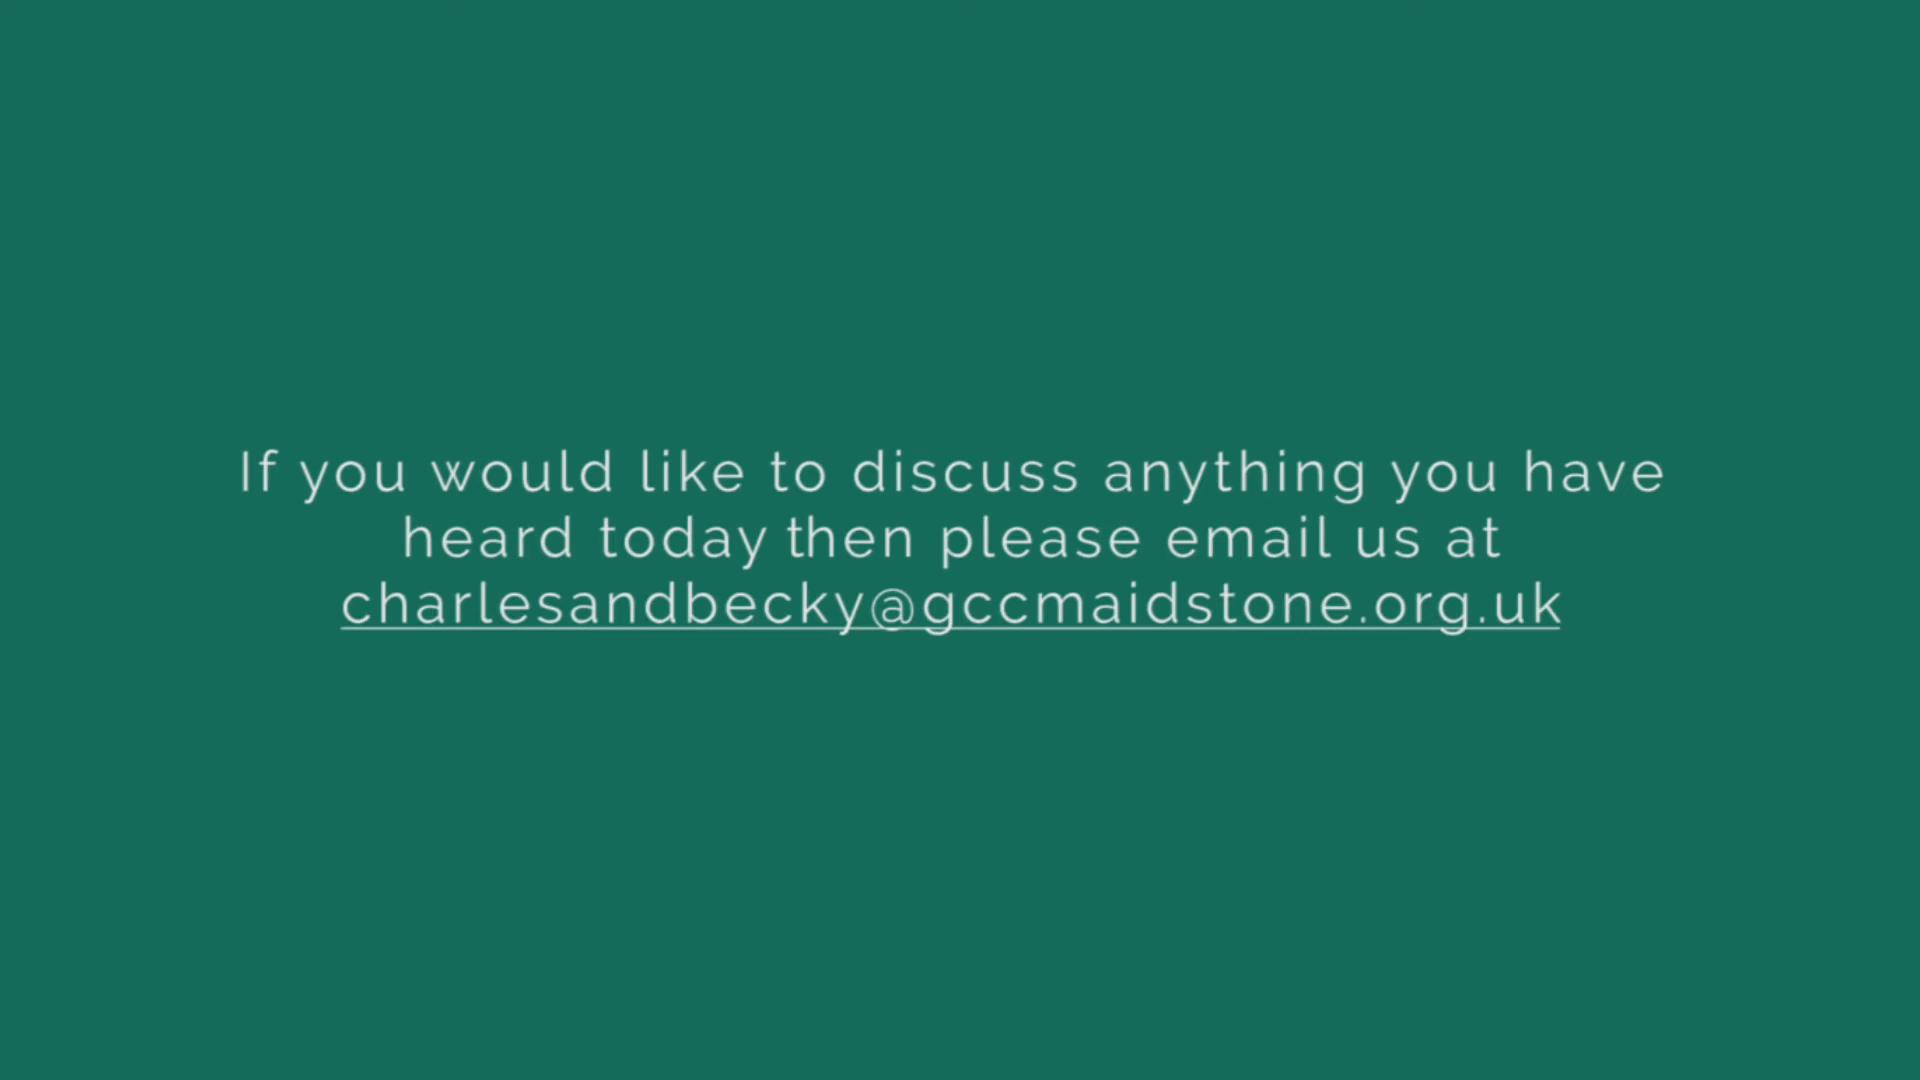 If you would like to discuss anything you have
heard today then please email us at
charlesandbecky@gccmaidstone.org.uk